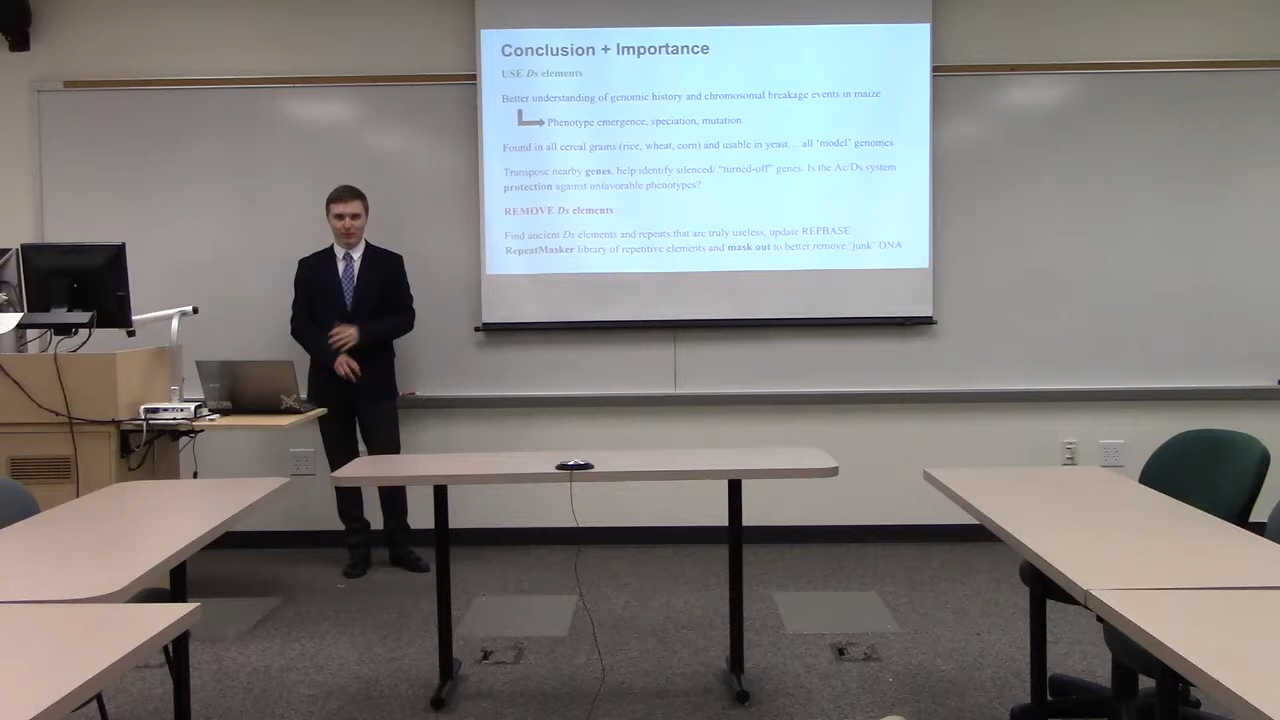 Conclusion + Importance
USE Ds elements
Better understanding of genomic history and chromosomal breakage events in maize
Phenotype emergence, speciation, mutation
Found in all cereal grains (rice, wheat, corn) and usable in yeast… all ‘model’ genomes
Transpose nearby genes, help identify silenced/ “turned-off” genes. Is the Ac/Ds system
protection against unfavorable phenotypes?
REMOVE Ds elements
Find ancient Ds elements and repeats that are truly useless, update REPBASE
RepeatMasker library of repetitive elements and mask out to better remove ‘junk’ DNA